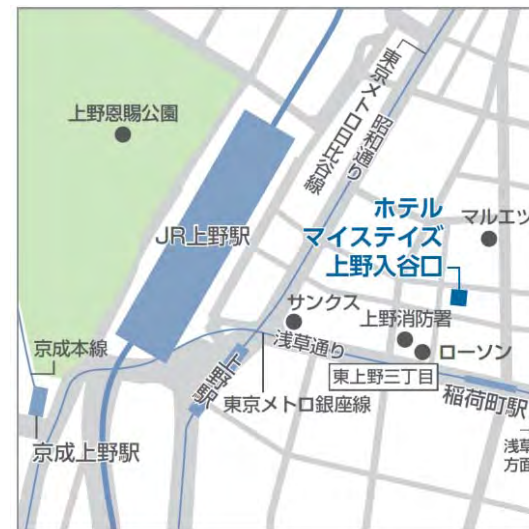 東京メトロ日比谷線
昭和通り
上野恩賜公園
ホテル
マイステイズ
上野入谷口
マルエツ
JR上野駅
サンクス
上野消防署
浅草通り
ローソン
京成本線
上野駅
東上野三丁目
東京メトロ銀座線
稲荷町駅
京成上野駅
浅草
方面